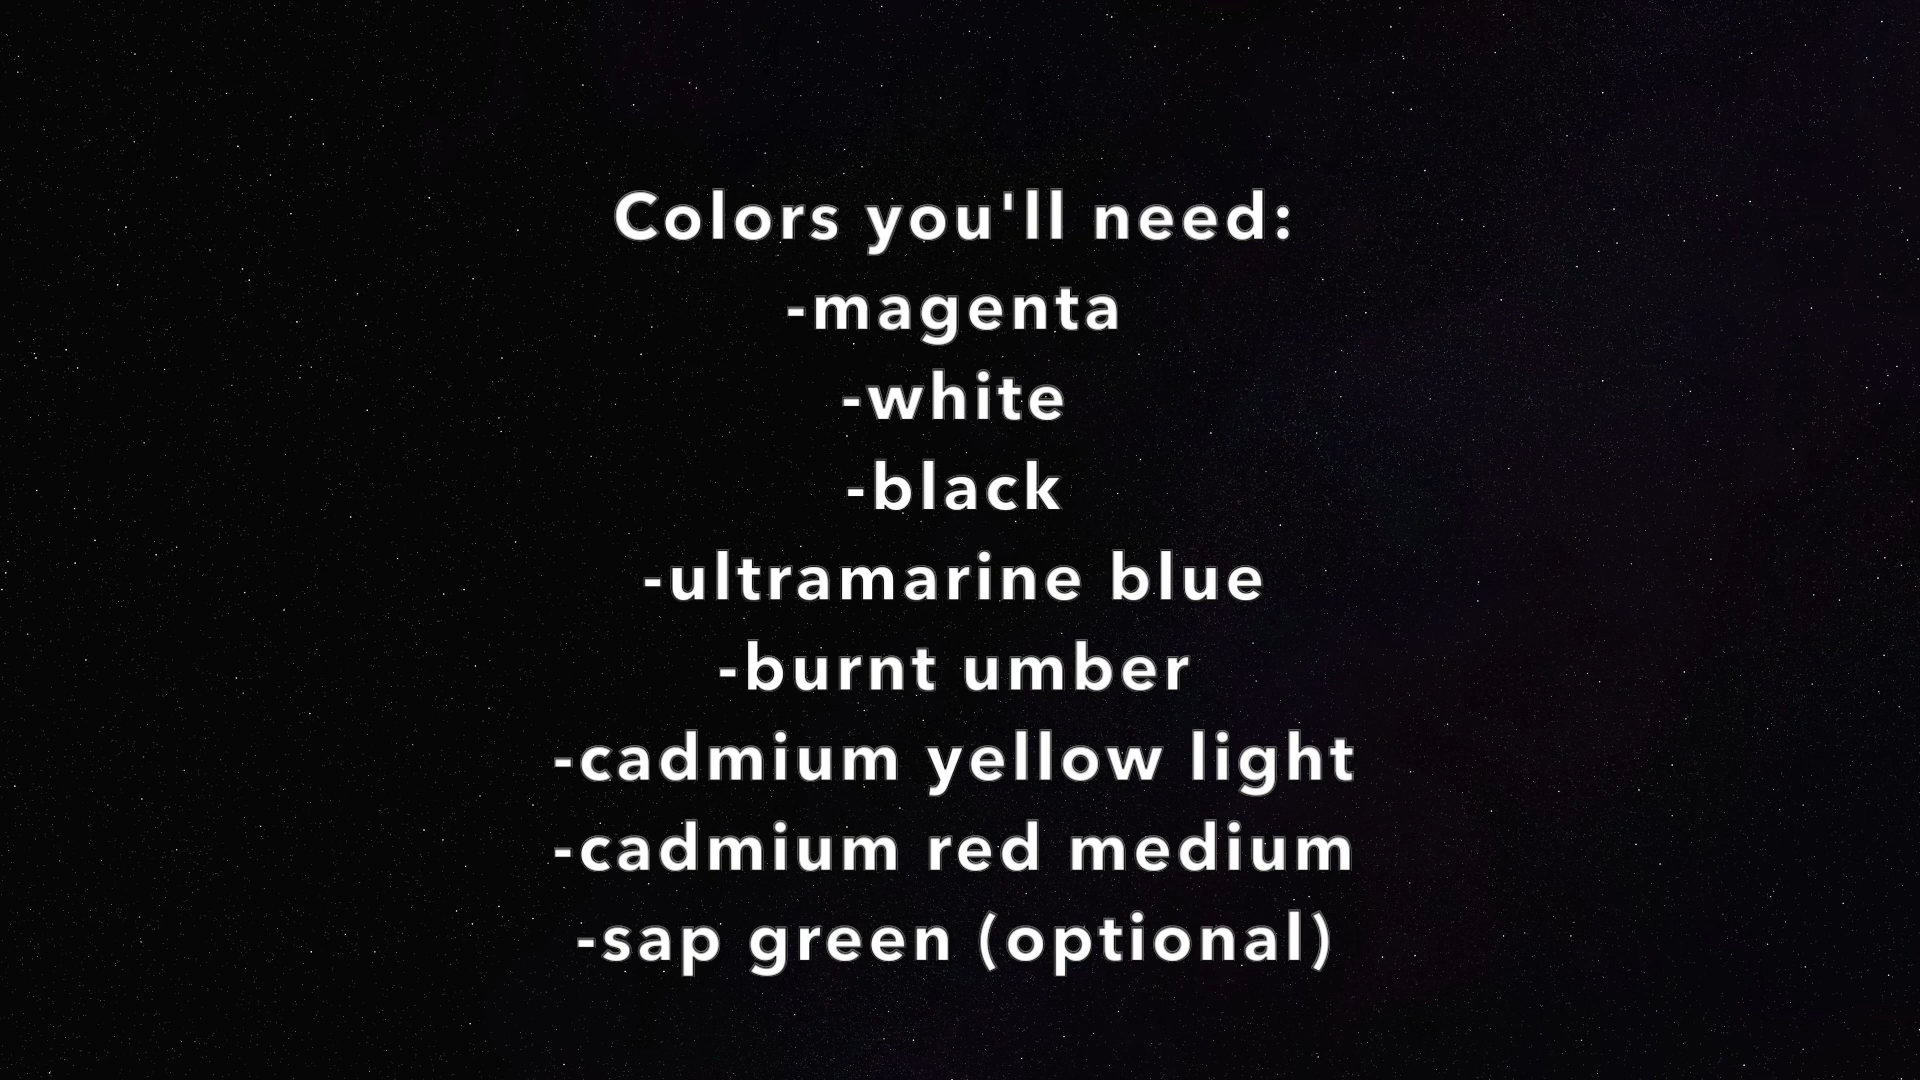 Colors you'll need:
-magenta
-white
-black
-ultramarine blue
-burnt umber
-cadmium yellow light
-cadmium red medium
-sap green (optional)